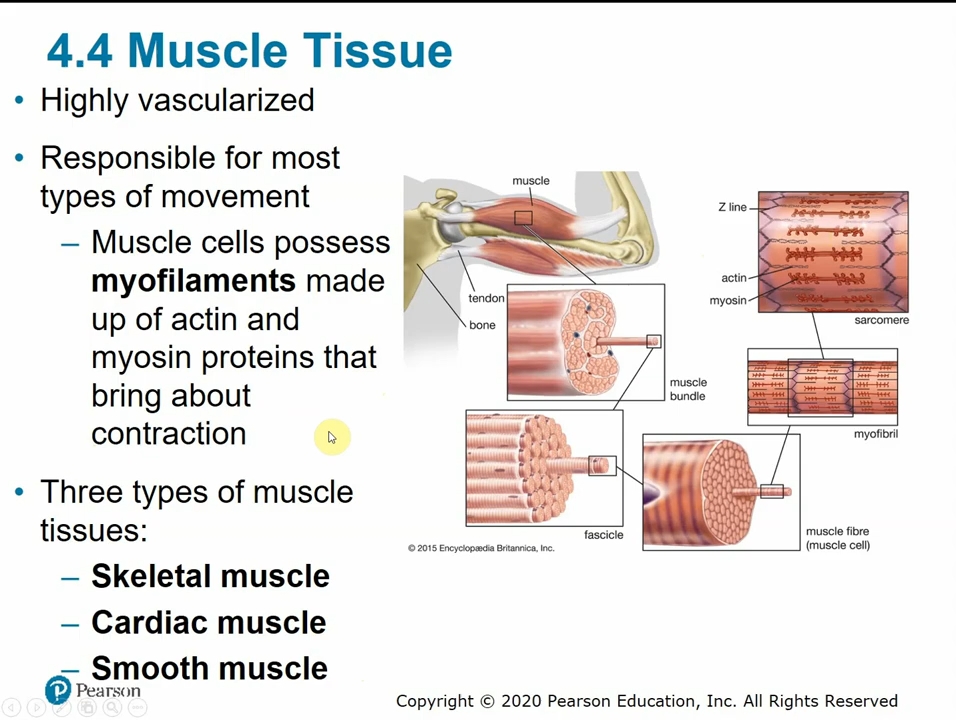 4.4 Muscle Tissue
• Highly vascularized
• Responsible for most
types of movement
– Muscle cells possess
myofilaments made
up of actin and
myosin proteins that
bring about
contraction
• Three types of muscle
tissues:
– Skeletal muscle
– Cardiac muscle
– Smooth muscle
muscle
tendon
bone
muscle
bundle
fascicle
muscle fibre
(muscle cell)
Z line
actin
myosin
sarcomere
myofibril
© 2015 Encyclopædia Britannica, Inc.
P Pearson
Copyright © 2020 Pearson Education, Inc. All Rights Reserved